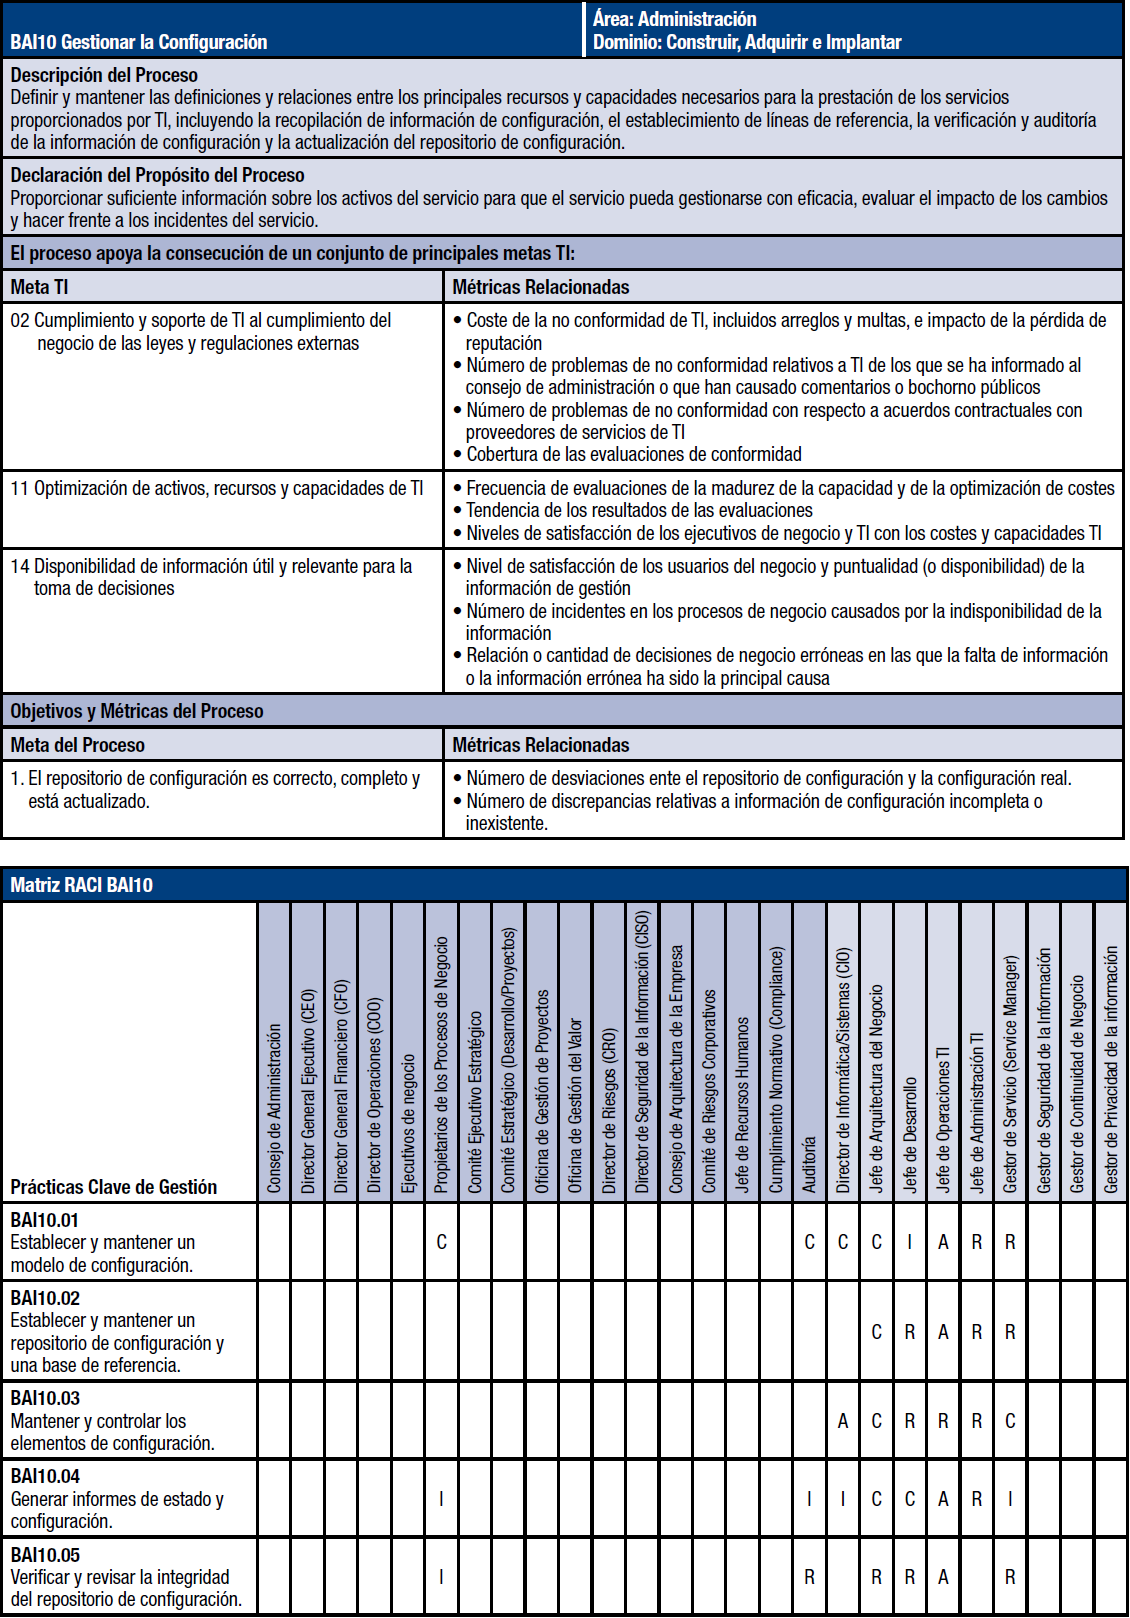 BAI10 Gestionar la Configuración
Área: Administración
Dominio: Construir, Adquirir e Implantar
Descripción del Proceso
Definir y mantener las definiciones y relaciones entre los principales recursos y capacidades necesarios para la prestación de los servicios
proporcionados por TI, incluyendo la recopilación de información de configuración, el establecimiento de líneas de referencia, la verificación y auditoría
de la información de configuración y la actualización del repositorio de configuración.
Declaración del Propósito del Proceso
Proporcionar suficiente información sobre los activos del servicio para que el servicio pueda gestionarse con eficacia, evaluar el impacto de los cambios
y hacer frente a los incidentes del servicio.
El proceso apoya la consecución de un conjunto de principales metas TI:
Meta TI
Métricas Relacionadas
02 Cumplimiento y soporte de TI al cumplimiento del
negocio de las leyes y regulaciones externas
• Coste de la no conformidad de TI, incluidos arreglos y multas, e impacto de la pérdida de
reputación
• Número de problemas de no conformidad relativos a TI de los que se ha informado al
consejo de administración o que han causado comentarios o bochorno públicos
• Número de problemas de no conformidad con respecto a acuerdos contractuales con
proveedores de servicios de TI
• Cobertura de las evaluaciones de conformidad
11 Optimización de activos, recursos y capacidades de TI
• Frecuencia de evaluaciones de la madurez de la capacidad y de la optimización de costes
• Tendencia de los resultados de las evaluaciones
• Niveles de satisfacción de los ejecutivos de negocio y TI con los costes y capacidades TI
14 Disponibilidad de información útil y relevante para la
toma de decisiones
• Nivel de satisfacción de los usuarios del negocio y puntualidad (o disponibilidad) de la
información de gestión
• Número de incidentes en los procesos de negocio causados por la indisponibilidad de la
información
• Relación o cantidad de decisiones de negocio erróneas en las que la falta de información
o la información errónea ha sido la principal causa
Objetivos y Métricas del Proceso
Meta del Proceso
Métricas Relacionadas
1. El repositorio de configuración es correcto, completo y
está actualizado.
• Número de desviaciones ente el repositorio de configuración y la configuración real.
• Número de discrepancias relativas a información de configuración incompleta o
inexistente.
Matriz RACI BAI10
Prácticas Clave de Gestión
Consejo de Administración
Director General Ejecutivo (CEO)
Director General Financiero (CFO)
Director de Operaciones (COO)
Ejecutivos de negocio
Propietarios de los Procesos de Negocio
Comité Ejecutivo Estratégico
Comité Estratégico (Desarrollo/Proyectos)
Oficina de Gestión de Proyectos
Oficina de Gestión del Valor
Director de Riesgos (CRO)
Director de Seguridad de la Información (CISO)
Consejo de Arquitectura de la Empresa
Comité de Riesgos Corporativos
Jefe de Recursos Humanos
Cumplimiento Normativo (Compliance)
Auditoría
Director de Informática/Sistemas (CIO)
Jefe de Arquitectura del Negocio
Jefe de Desarrollo
Jefe de Operaciones TI
Jefe de Administración TI
Gestor de Servicio (Service Manager)
Gestor de Seguridad de la Información
Gestor de Continuidad de Negocio
Gestor de Privacidad de la información
BAI10.01
Establecer y mantener un
modelo de configuración.
C C C C I A R R
BAI10.02
Establecer y mantener un
repositorio de configuración y
una base de referencia.
C R A R R
BAI10.03
Mantener y controlar los
elementos de configuración.
A C R R R C
BAI10.04
Generar informes de estado y
configuración.
I I I C C A R I
BAI10.05
Verificar y revisar la integridad
del repositorio de configuración.
I R R R A R